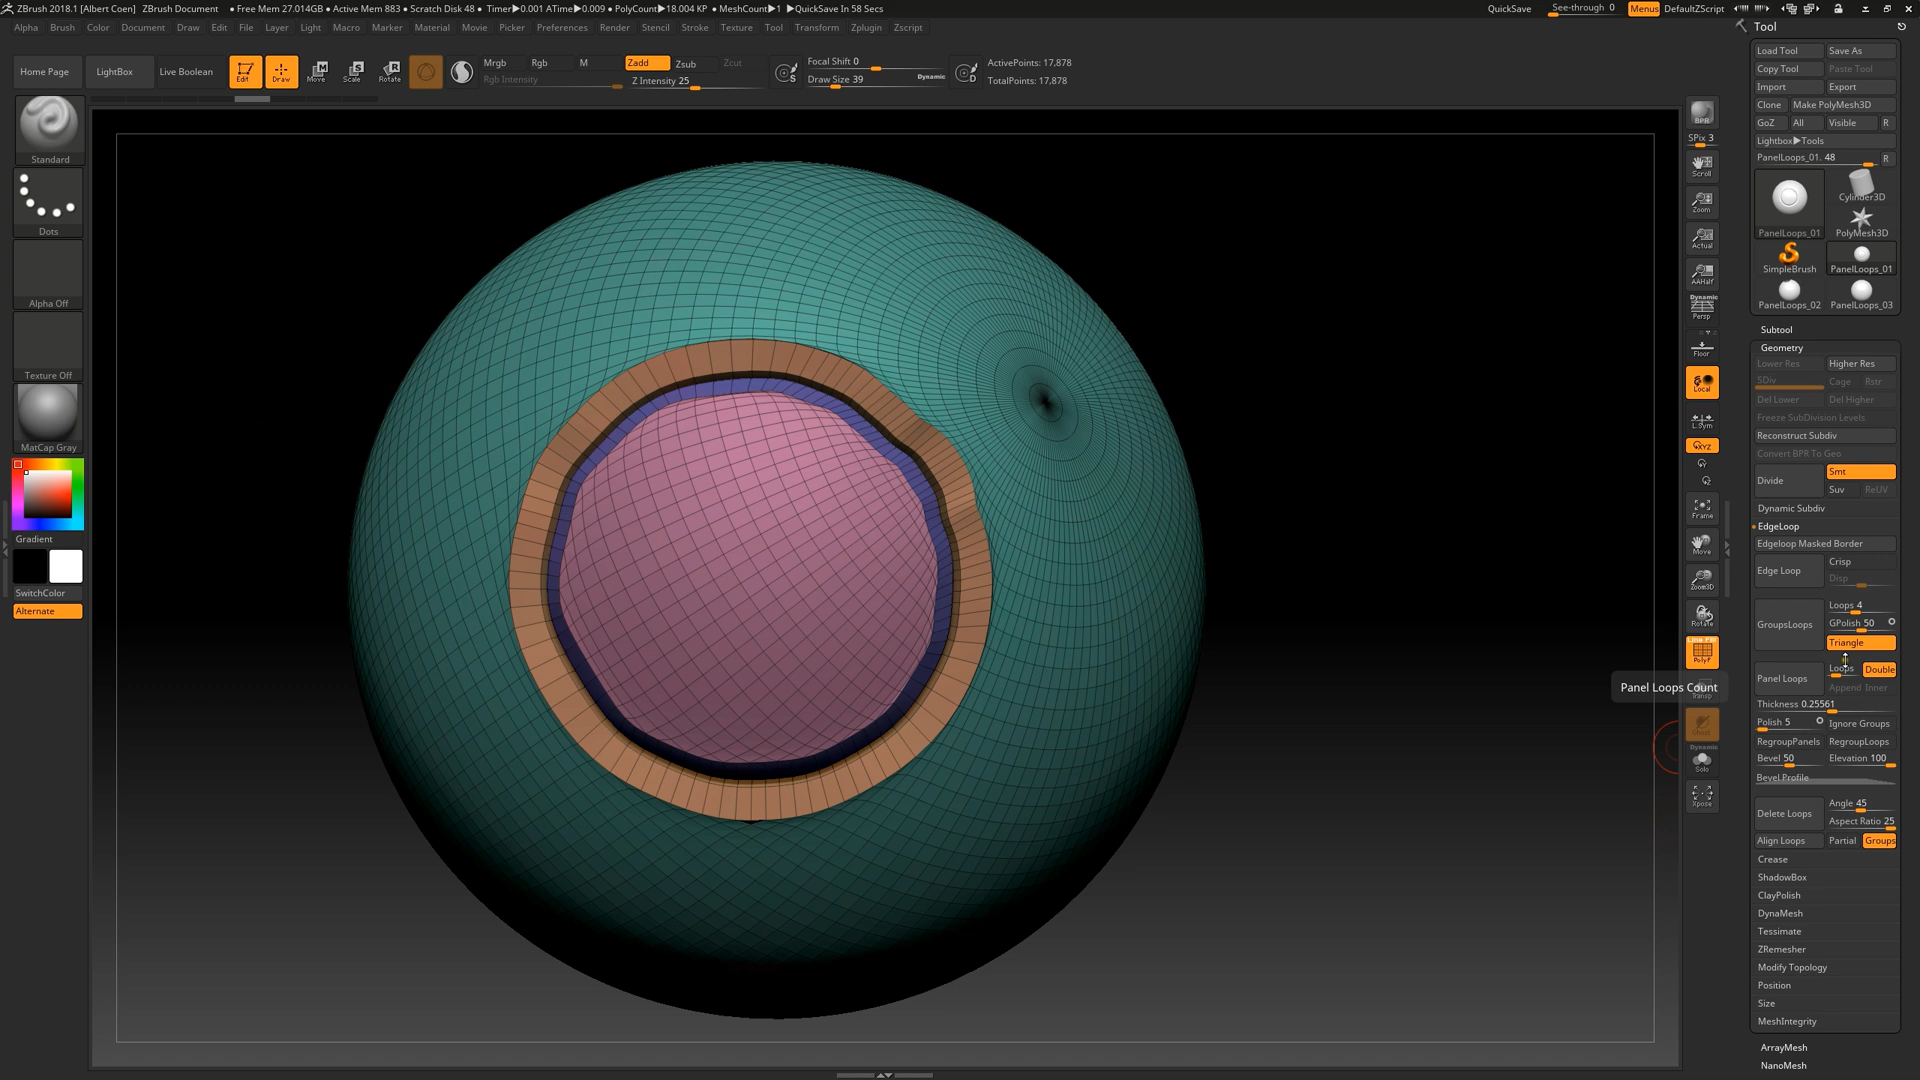 ZBrush 2018.1 [Albert Coen] ZBrush Document ● Free Mem 27.014GB ● Active Mem 883 ● Scratch Disk 48 ● Timer▶0.001 ATime▶0.009 ● PolyCount▶18.004 KP ● MeshCount▶1 ▶QuickSave In 58 Secs QuickSave See-through 0 Menus DefaultZScript
Alpha Brush Color Document Draw Edit File Layer Light Macro Marker Material Movie Picker Preferences Render Stencil Stroke Texture Tool Transform Zplugin Zscript
Home Page LightBox Live Boolean Edit Draw Move Scale Rotate
Mrgb Rgb M Zadd Zsub Zcut
Rgb Intensity Z Intensity 25
S Focal Shift 0
Draw Size 39 Dynamic
D ActivePoints: 17,878
TotalPoints: 17,878
Standard
Dots
Alpha Off
Texture Off
MatCap Gray
Gradient
SwitchColor
Alternate
BPR
SPix 3
Scroll
Zoom
Actual
AAHalf
Dynamic
Persp
Floor
Local
L.Sym
XYZ
Y
Z
Frame
Move
Zoom3D
Rotate
Line Fill
PolyF
Transp
Ghost
Dynamic
Solo
Xpose
Panel Loops Count
Tool
Load Tool Save As
Copy Tool Paste Tool
Import Export
Clone Make PolyMesh3D
GoZ All Visible R
Lightbox▶Tools
PanelLoops_01. 48 R
PanelLoops_01 Cylinder3D
PolyMesh3D
SimpleBrush PanelLoops_01
PanelLoops_02 PanelLoops_03
Subtool
Geometry
Lower Res Higher Res
SDiv Cage Rstr
Del Lower Del Higher
Freeze SubDivision Levels
Reconstruct Subdiv
Convert BPR To Geo
Divide Smt
Suv ReUV
Dynamic Subdiv
EdgeLoop
Edgeloop Masked Border
Edge Loop Crisp
Disp
GroupsLoops Loops 4
GPolish 50
Triangle
Panel Loops Loops Double
Append Inner
Thickness 0.25561
Polish 5 Ignore Groups
RegroupPanels RegroupLoops
Bevel 50 Elevation 100
Bevel Profile
Delete Loops Angle 45
Aspect Ratio 25
Align Loops Partial Groups
Crease
ShadowBox
ClayPolish
DynaMesh
Tessimate
ZRemesher
Modify Topology
Position
Size
MeshIntegrity
ArrayMesh
NanoMesh